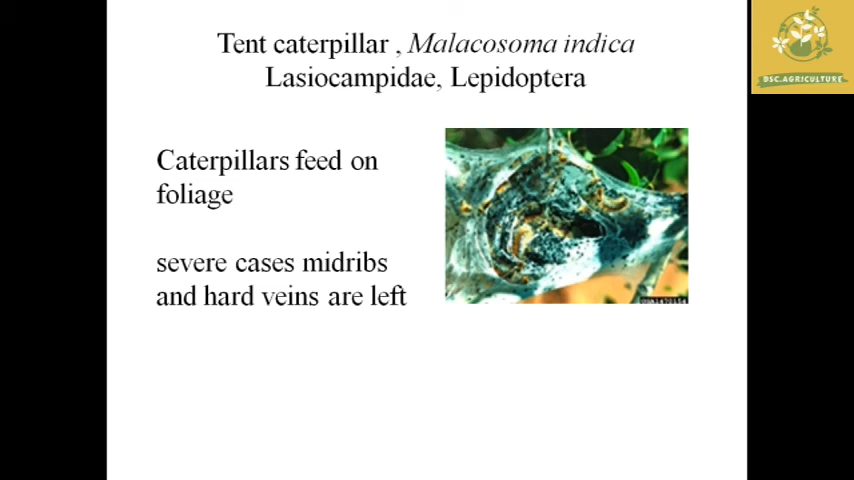 Tent caterpillar , Malacosoma indica
Lasiocampidae, Lepidoptera
Caterpillars feed on
foliage
severe cases midribs
and hard veins are left
DSC.AGRICULTURE